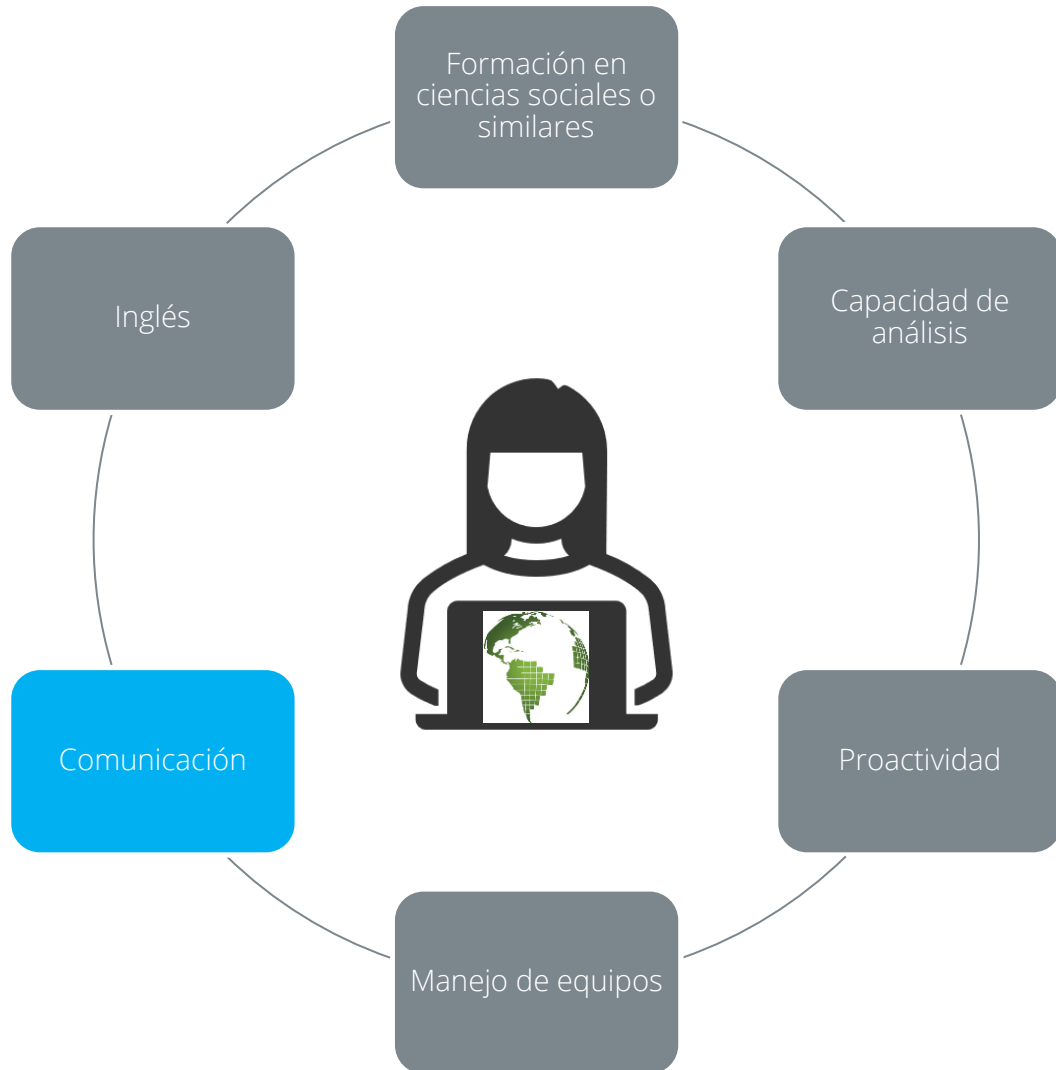 Formación en
ciencias sociales o
similares
Capacidad de
análisis
Proactividad
Manejo de equipos
Comunicación
Inglés